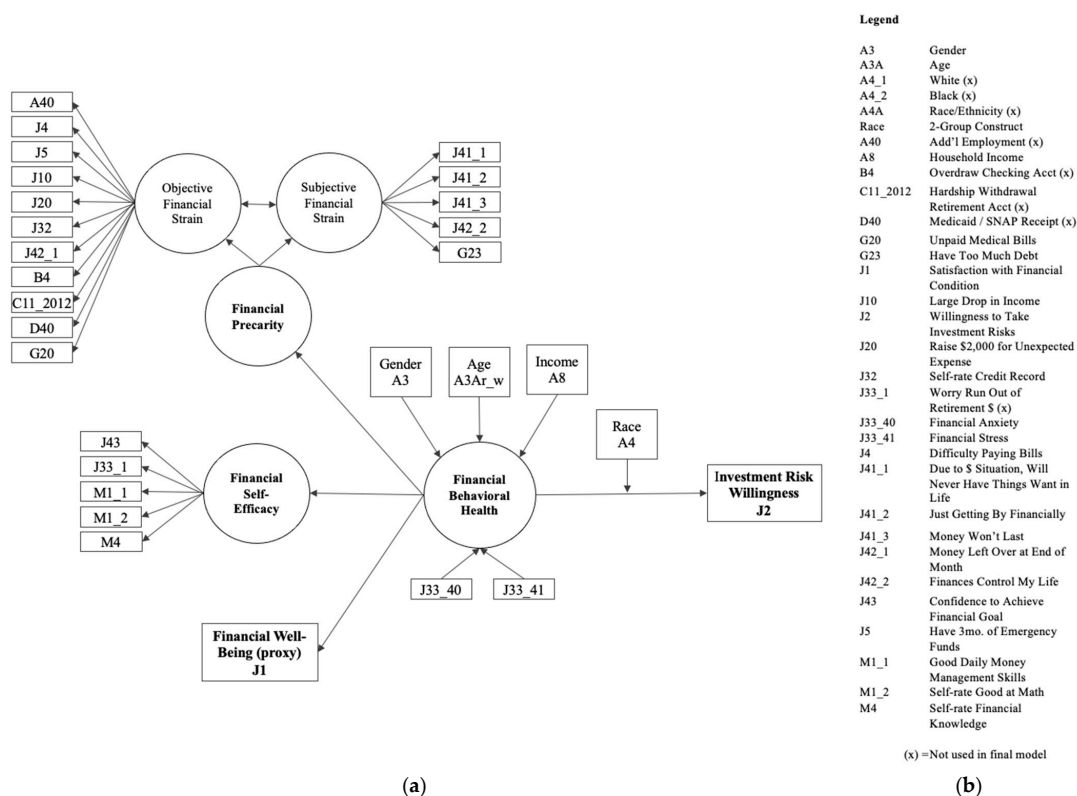 A40
J4
J5
J10
J20
J32
J42_1
B4
C11_2012
D40
G20
Objective
Financial
Strain
Subjective
Financial
Strain
J41_1
J41_2
J41_3
J42_2
G23
Financial
Precarity
Gender
A3
Age
A3Ar_w
Income
A8
Race
A4
J43
J33_1
M1_1
M1_2
M4
Financial
Self-
Efficacy
Financial
Behavioral
Health
Investment Risk
Willingness
J2
J33_40
J33_41
Financial Well-
Being (proxy)
J1
(a)
Legend
A3 Gender
A3A Age
A4_1 White (x)
A4_2 Black (x)
A4A Race/Ethnicity (x)
Race 2-Group Construct
A40 Add'l Employment (x)
A8 Household Income
B4 Overdraw Checking Acct (x)
C11_2012 Hardship Withdrawal
Retirement Acct (x)
D40 Medicaid / SNAP Receipt (x)
G20 Unpaid Medical Bills
G23 Have Too Much Debt
J1 Satisfaction with Financial
Condition
J10 Large Drop in Income
J2 Willingness to Take
Investment Risks
J20 Raise $2,000 for Unexpected
Expense
J32 Self-rate Credit Record
J33_1 Worry Run Out of
Retirement $ (x)
J33_40 Financial Anxiety
J33_41 Financial Stress
J4 Difficulty Paying Bills
J41_1 Due to $ Situation, Will
Never Have Things Want in
Life
J41_2 Just Getting By Financially
J41_3 Money Won't Last
J42_1 Money Left Over at End of
Month
J42_2 Finances Control My Life
J43 Confidence to Achieve
Financial Goal
J5 Have 3mo. of Emergency
Funds
M1_1 Good Daily Money
Management Skills
M1_2 Self-rate Good at Math
M4 Self-rate Financial
Knowledge
(x) =Not used in final model
(b)